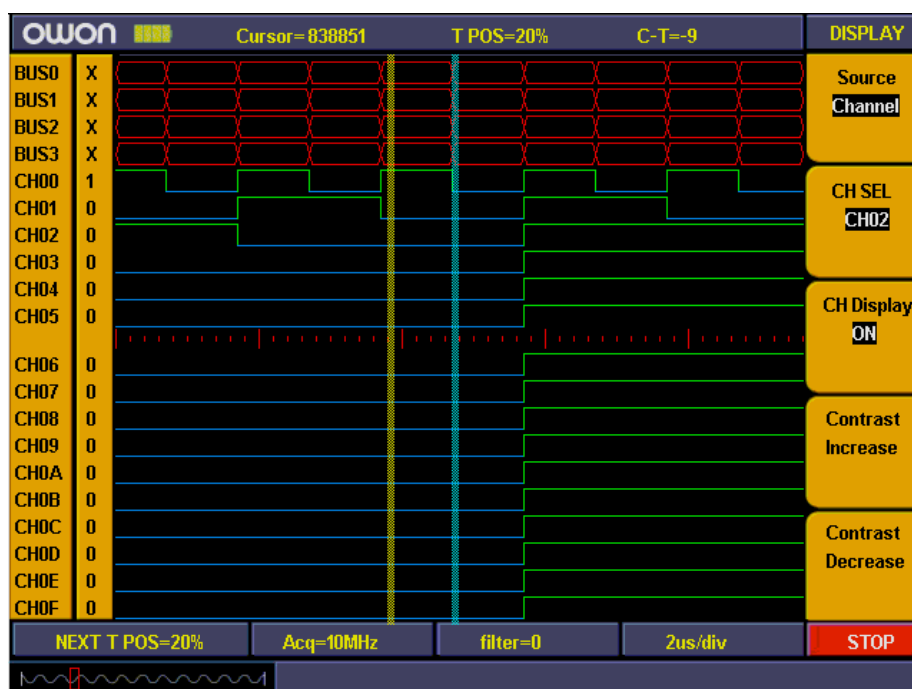 owon Cursor=838851 T POS=20% C-T=-9 DISPLAY
BUS0 X
BUS1 X
BUS2 X
BUS3 X
CH00 1
CH01 0
CH02 0
CH03 0
CH04 0
CH05 0
CH06 0
CH07 0
CH08 0
CH09 0
CH0A 0
CH0B 0
CH0C 0
CH0D 0
CH0E 0
CH0F 0
Source
Channel
CH SEL
CH02
CH Display
ON
Contrast
Increase
Contrast
Decrease
NEXT T POS=20% Acq=10MHz filter=0 2us/div STOP